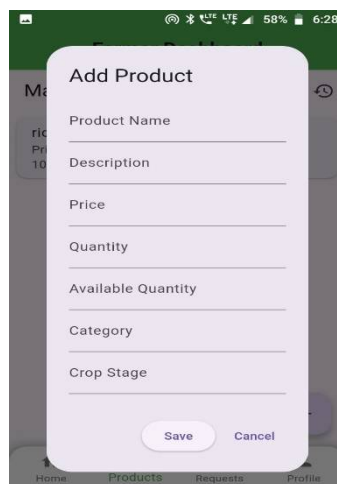 58% 6:28
Add Product
Product Name
Description
Price
Quantity
Available Quantity
Category
Crop Stage
Save Cancel
Home Products Requests Profile